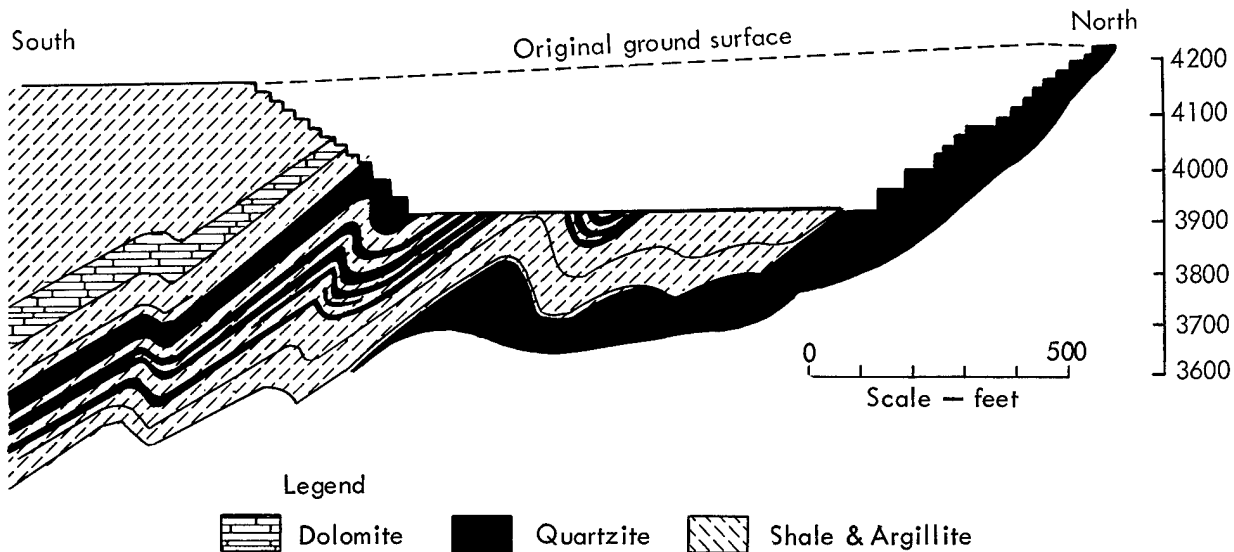 South
Original ground surface
North
4200
4100
4000
3900
3800
3700
3600
0 500
Scale — feet
Legend
Dolomite Quartzite Shale & Argillite